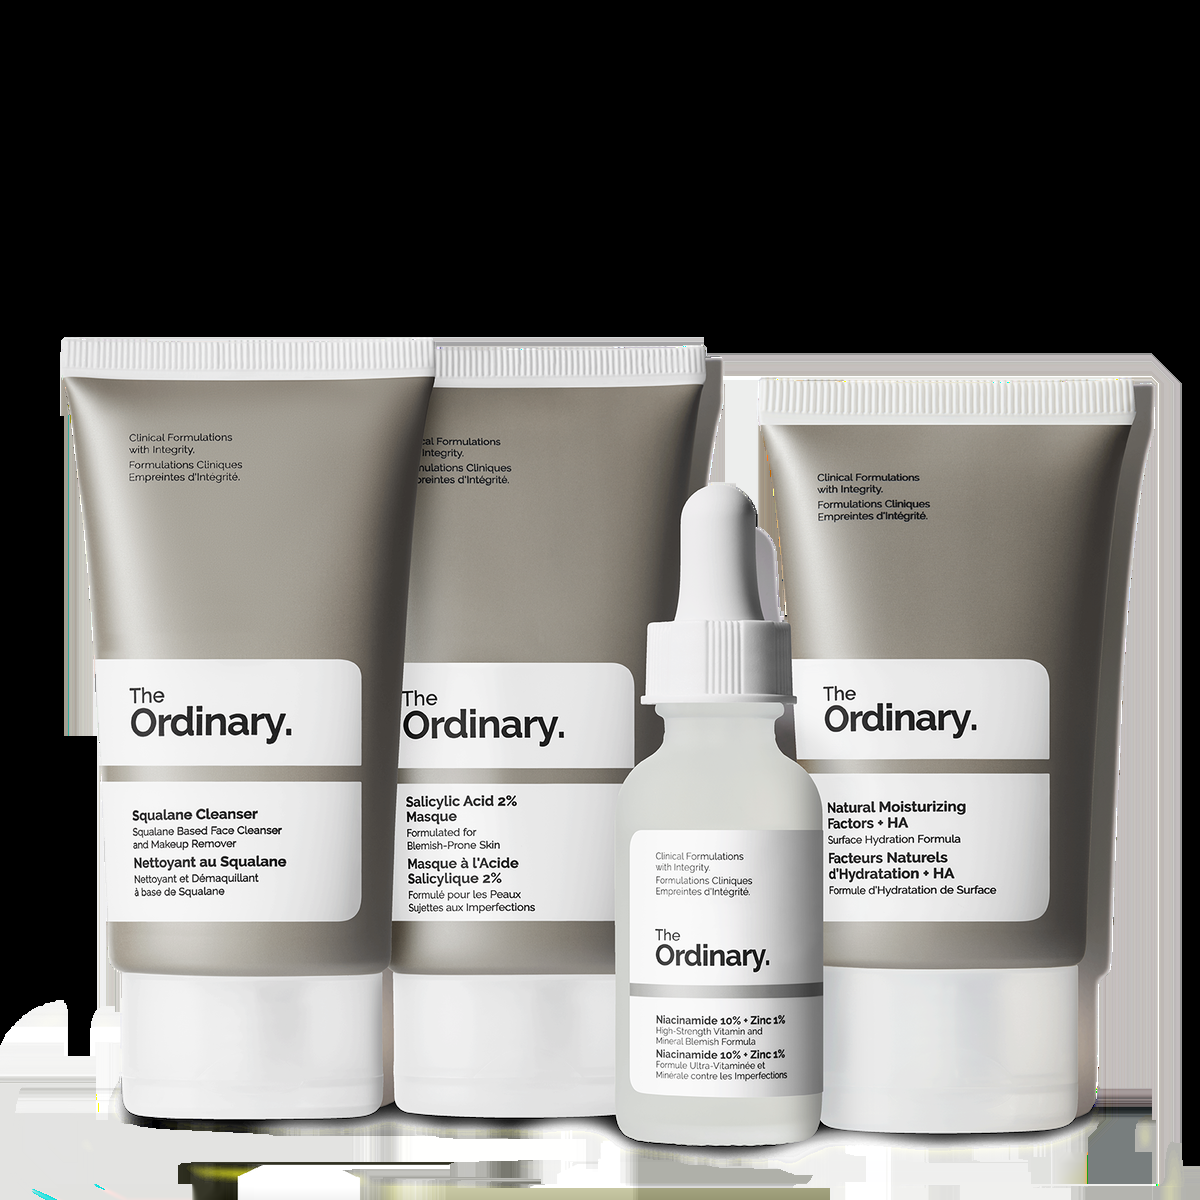 Clinical Formulations
with Integrity.
Formulations Cliniques
Empreintes d'Intégrité.
The
Ordinary.
Squalane Cleanser
Squalane Based Face Cleanser
and Makeup Remover
Nettoyant au Squalane
Nettoyant et Démaquillant
à base de Squalane
Formulations
Integrity.
Cliniques
d'Intégrité.
The
Ordinary.
Salicylic Acid 2%
Masque
Formulated for
Blemish-Prone Skin
Masque à l'Acide
Salicylique 2%
Formulé pour les Peaux
Sujettes aux Imperfections
Clinical Formulations
with Integrity.
Formulations Cliniques
Empreintes d'Intégrité.
The
Ordinary.
Niacinamide 10% + Zinc 1%
High-Strength Vitamin and
Mineral Blemish Formula
Niacinamide 10% + Zinc 1%
Formule Ultra-Vitaminée et
Minérale contre les Imperfections
Clinical Formulations
with Integrity.
Formulations Cliniques
Empreintes d'Intégrité.
The
Ordinary.
Natural Moisturizing
Factors + HA
Surface Hydration Formula
Facteurs Naturels
d'Hydratation + HA
Formule d'Hydratation de Surface